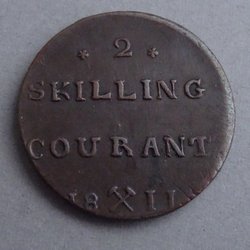 * 2 *
SKILLING
COURANT
18 ⚒ 11